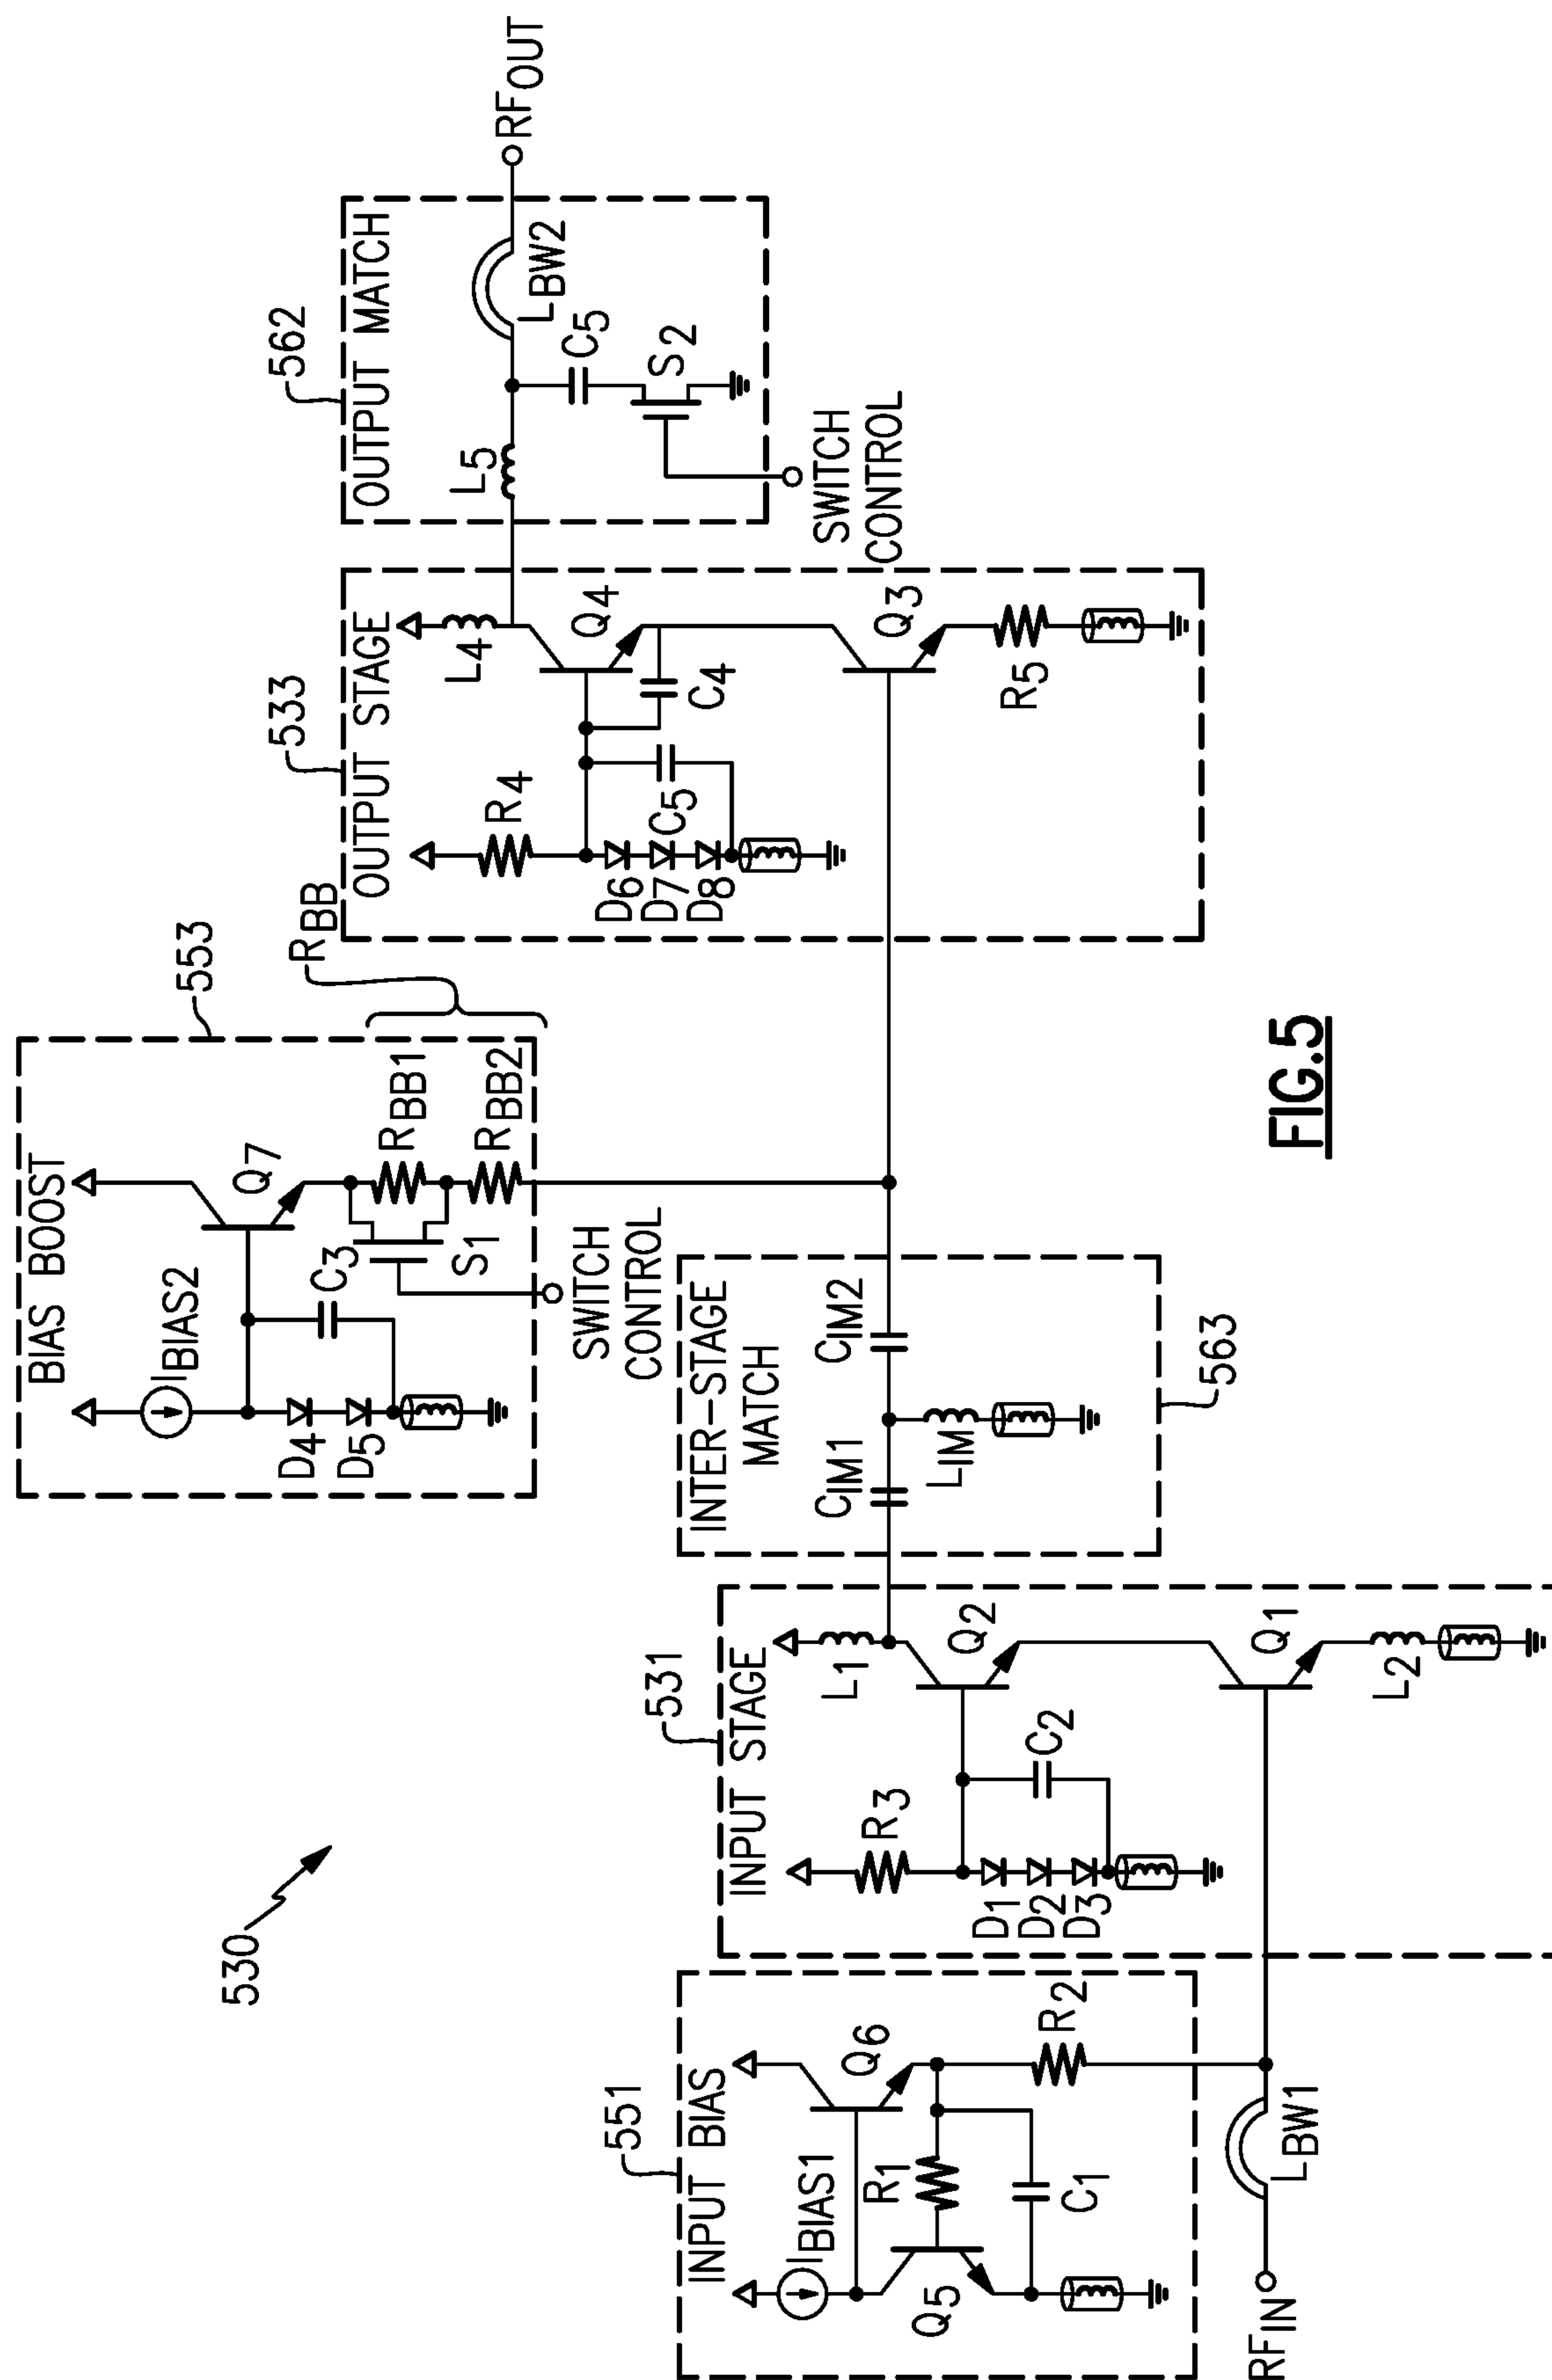 530
551
INPUT BIAS
IBIAS1
Q6
R1
R2
Q5
C1
RFIN
LBW1
531
INPUT STAGE
L1
R3
Q2
C2
D1
D2
D3
Q1
L2
INTER-STAGE
MATCH
CIM1
CIM2
LIM
563
553
BIAS BOOST
IBIAS2
Q7
C3
D4
D5
S1
RBB1
RBB2
RBB
SWITCH
CONTROL
533
OUTPUT STAGE
L4
R4
Q4
C4
C5
D6
D7
D8
Q3
R5
562
OUTPUT MATCH
L5
LBW2
C5
S2
SWITCH
CONTROL
RFOUT
FIG.5